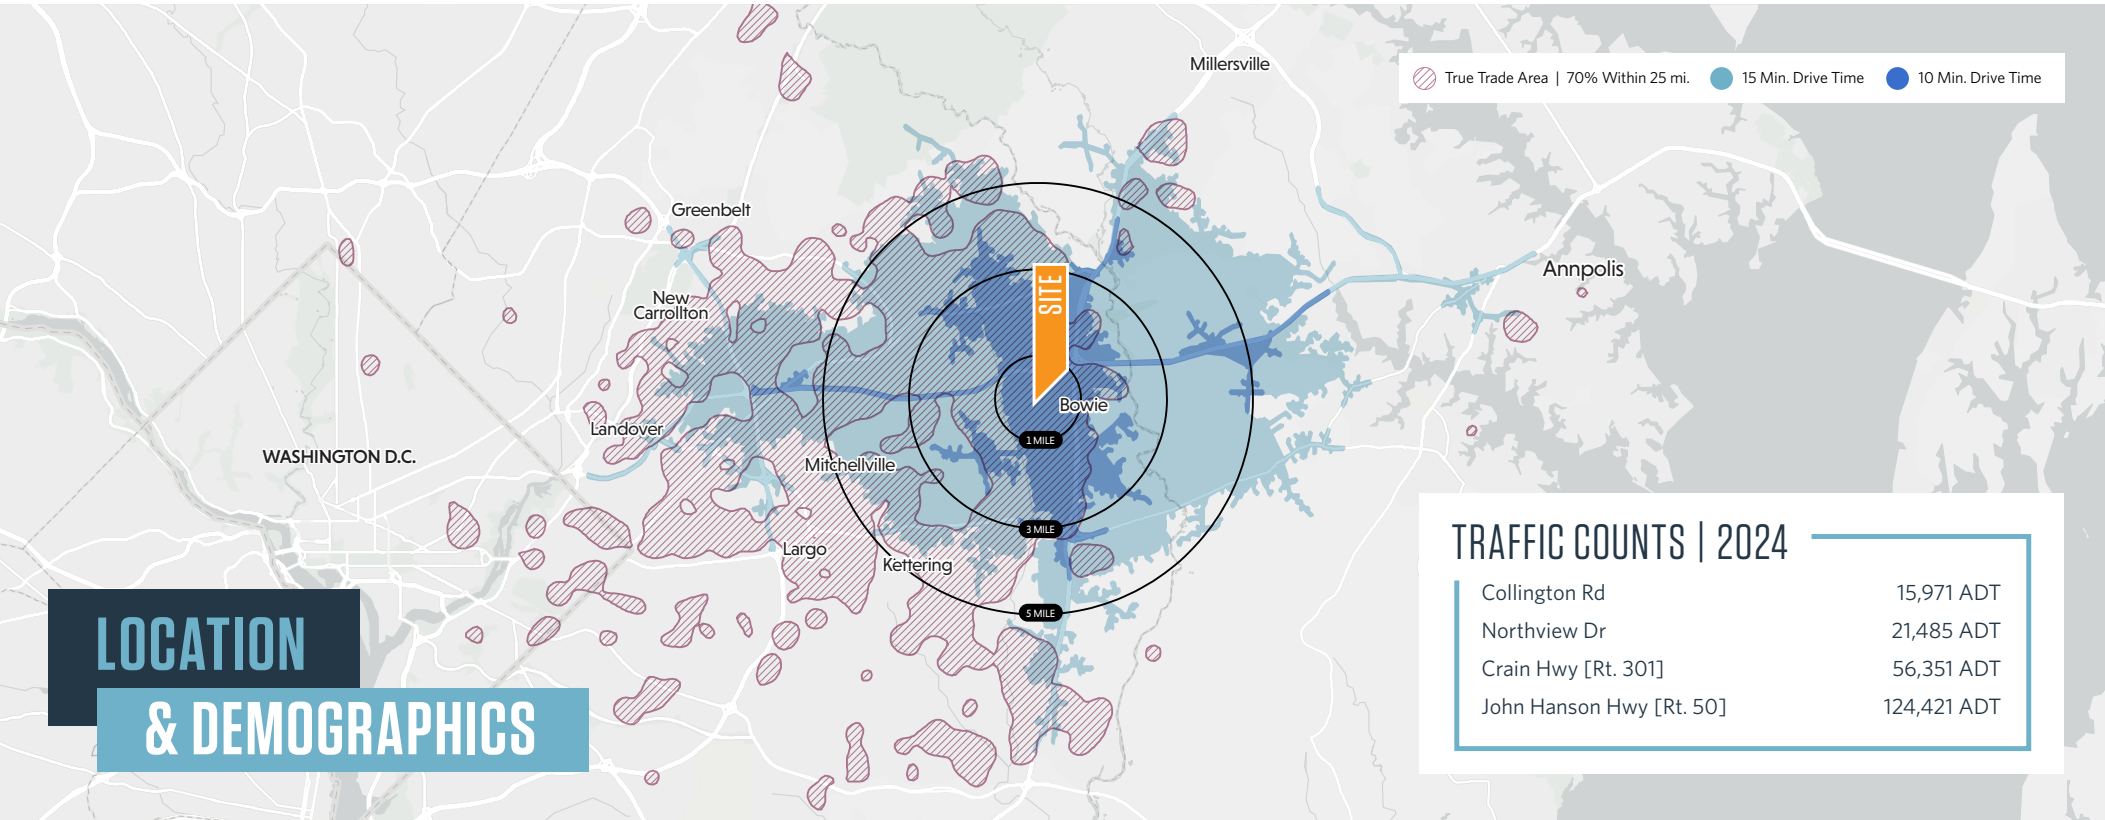 Millersville
True Trade Area | 70% Within 25 mi.
15 Min. Drive Time
10 Min. Drive Time
Greenbelt
Annpolis
SITE
New
Carrollton
Bowie
Landover
1 MILE
WASHINGTON D.C.
Mitchellville
3 MILE
Largo
Kettering
5 MILE
TRAFFIC COUNTS | 2024
Collington Rd 15,971 ADT
Northview Dr 21,485 ADT
Crain Hwy [Rt. 301] 56,351 ADT
John Hanson Hwy [Rt. 50] 124,421 ADT
LOCATION
& DEMOGRAPHICS